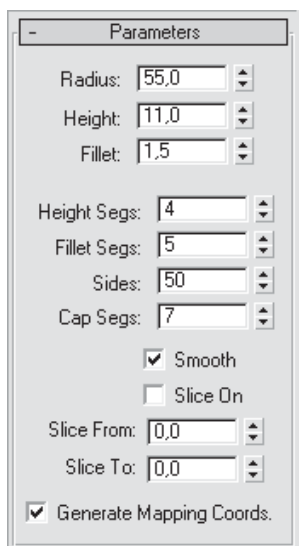 - Parameters
Radius: 55,0
Height: 11,0
Fillet: 1,5
Height Segs: 4
Fillet Segs: 5
Sides: 50
Cap Segs: 7
Smooth
Slice On
Slice From: 0,0
Slice To: 0,0
Generate Mapping Coords.